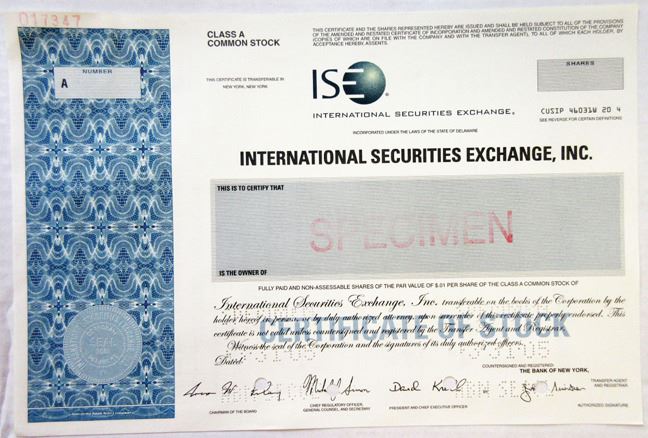 017347
CLASS A
COMMON STOCK
THIS CERTIFICATE AND THE SHARES REPRESENTED HEREBY ARE ISSUED AND SHALL BE HELD SUBJECT TO ALL OF THE PROVISIONS
OF THE AMENDED AND RESTATED CERTIFICATE OF INCORPORATION AND AMENDED AND RESTATED CONSTITUTION OF THE COMPANY
(COPIES OF WHICH ARE ON FILE WITH THE COMPANY AND WITH THE TRANSFER AGENT), TO ALL OF WHICH EACH HOLDER, BY
ACCEPTANCE HEREBY, ASSENTS.
NUMBER
A
THIS CERTIFICATE IS TRANSFERABLE IN
NEW YORK, NEW YORK
ISE
INTERNATIONAL SECURITIES EXCHANGE®
SHARES
CUSIP 46031W 20 4
SEE REVERSE FOR CERTAIN DEFINITIONS
INCORPORATED UNDER THE LAWS OF THE STATE OF DELAWARE
INTERNATIONAL SECURITIES EXCHANGE, INC.
THIS IS TO CERTIFY THAT
SPECIMEN
IS THE OWNER OF
FULLY PAID AND NON-ASSESSABLE SHARES OF THE PAR VALUE OF $.01 PER SHARE OF THE CLASS A COMMON STOCK OF
International Securities Exchange, Inc. transferable on the books of the Corporation by the
holder hereof in person or by duly authorized attorney upon surrender of this certificate properly endorsed. This
certificate is not valid unless countersigned and registered by the Transfer Agent and Registrar.
CERTIFICATE OF STOCK
Witness the seal of the Corporation and the signatures of its duly authorized officers.
Dated:
COUNTERSIGNED AND REGISTERED:
THE BANK OF NEW YORK,
TRANSFER AGENT
AND REGISTRAR
CHAIRMAN OF THE BOARD
CHIEF REGULATORY OFFICER,
GENERAL COUNSEL, AND SECRETARY
PRESIDENT AND CHIEF EXECUTIVE OFFICER
AUTHORIZED SIGNATURE